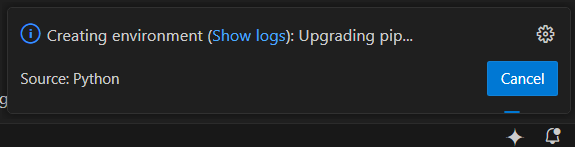 Creating environment (Show logs): Upgrading pip...
Source: Python
Cancel
g